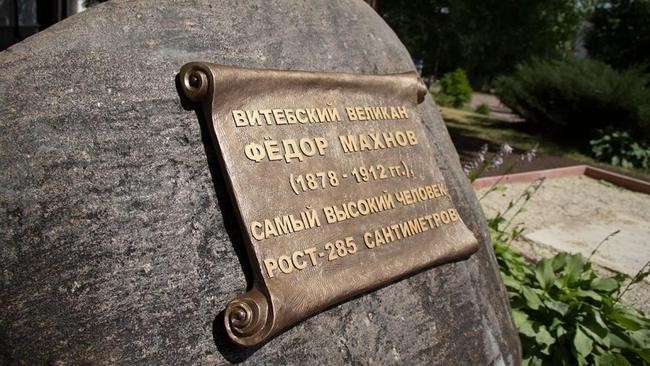 ВИТЕБСКИЙ ВЕЛИКАН
ФЁДОР МАХНОВ
(1878 - 1912 гг.),
САМЫЙ ВЫСОКИЙ ЧЕЛОВЕК,
РОСТ-285 САНТИМЕТРОВ